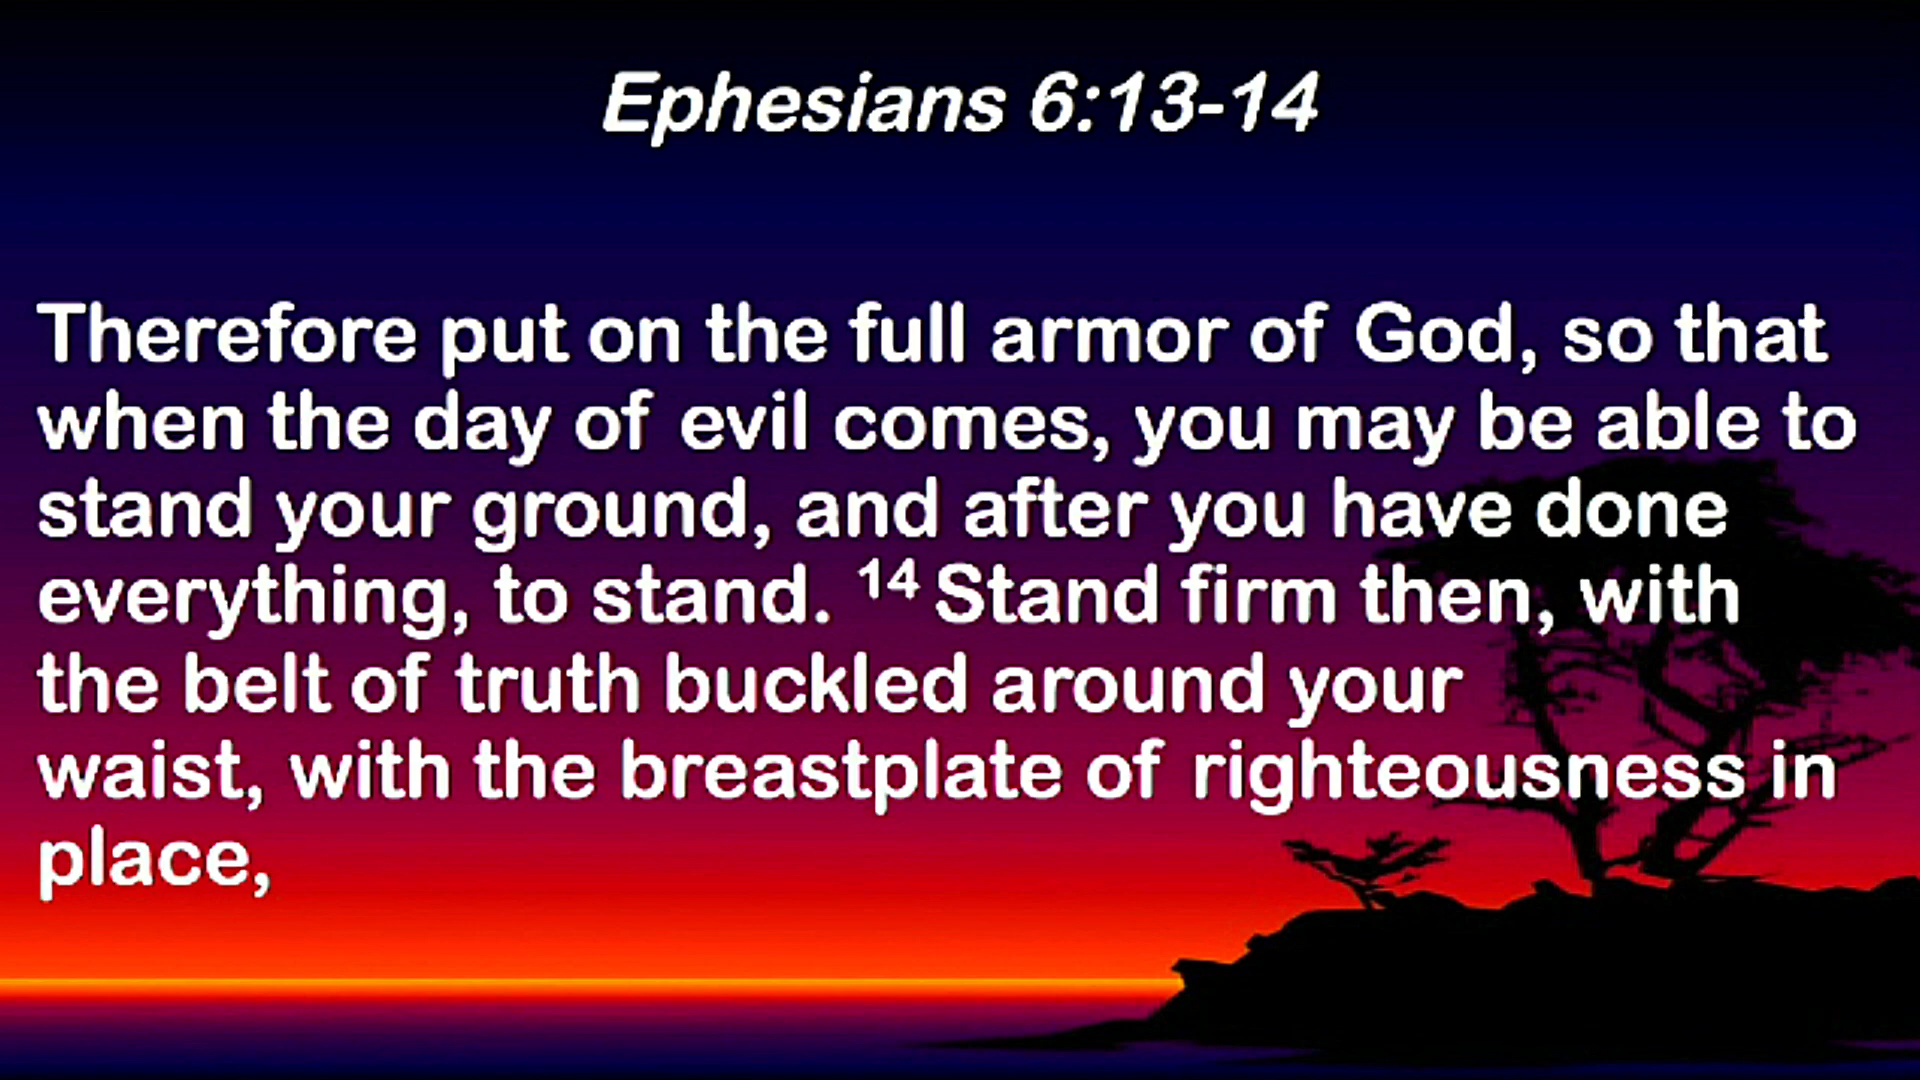 Ephesians 6:13-14
Therefore put on the full armor of God, so that
when the day of evil comes, you may be able to
stand your ground, and after you have done
everything, to stand. ¹⁴ Stand firm then, with
the belt of truth buckled around your
waist, with the breastplate of righteousness in
place,